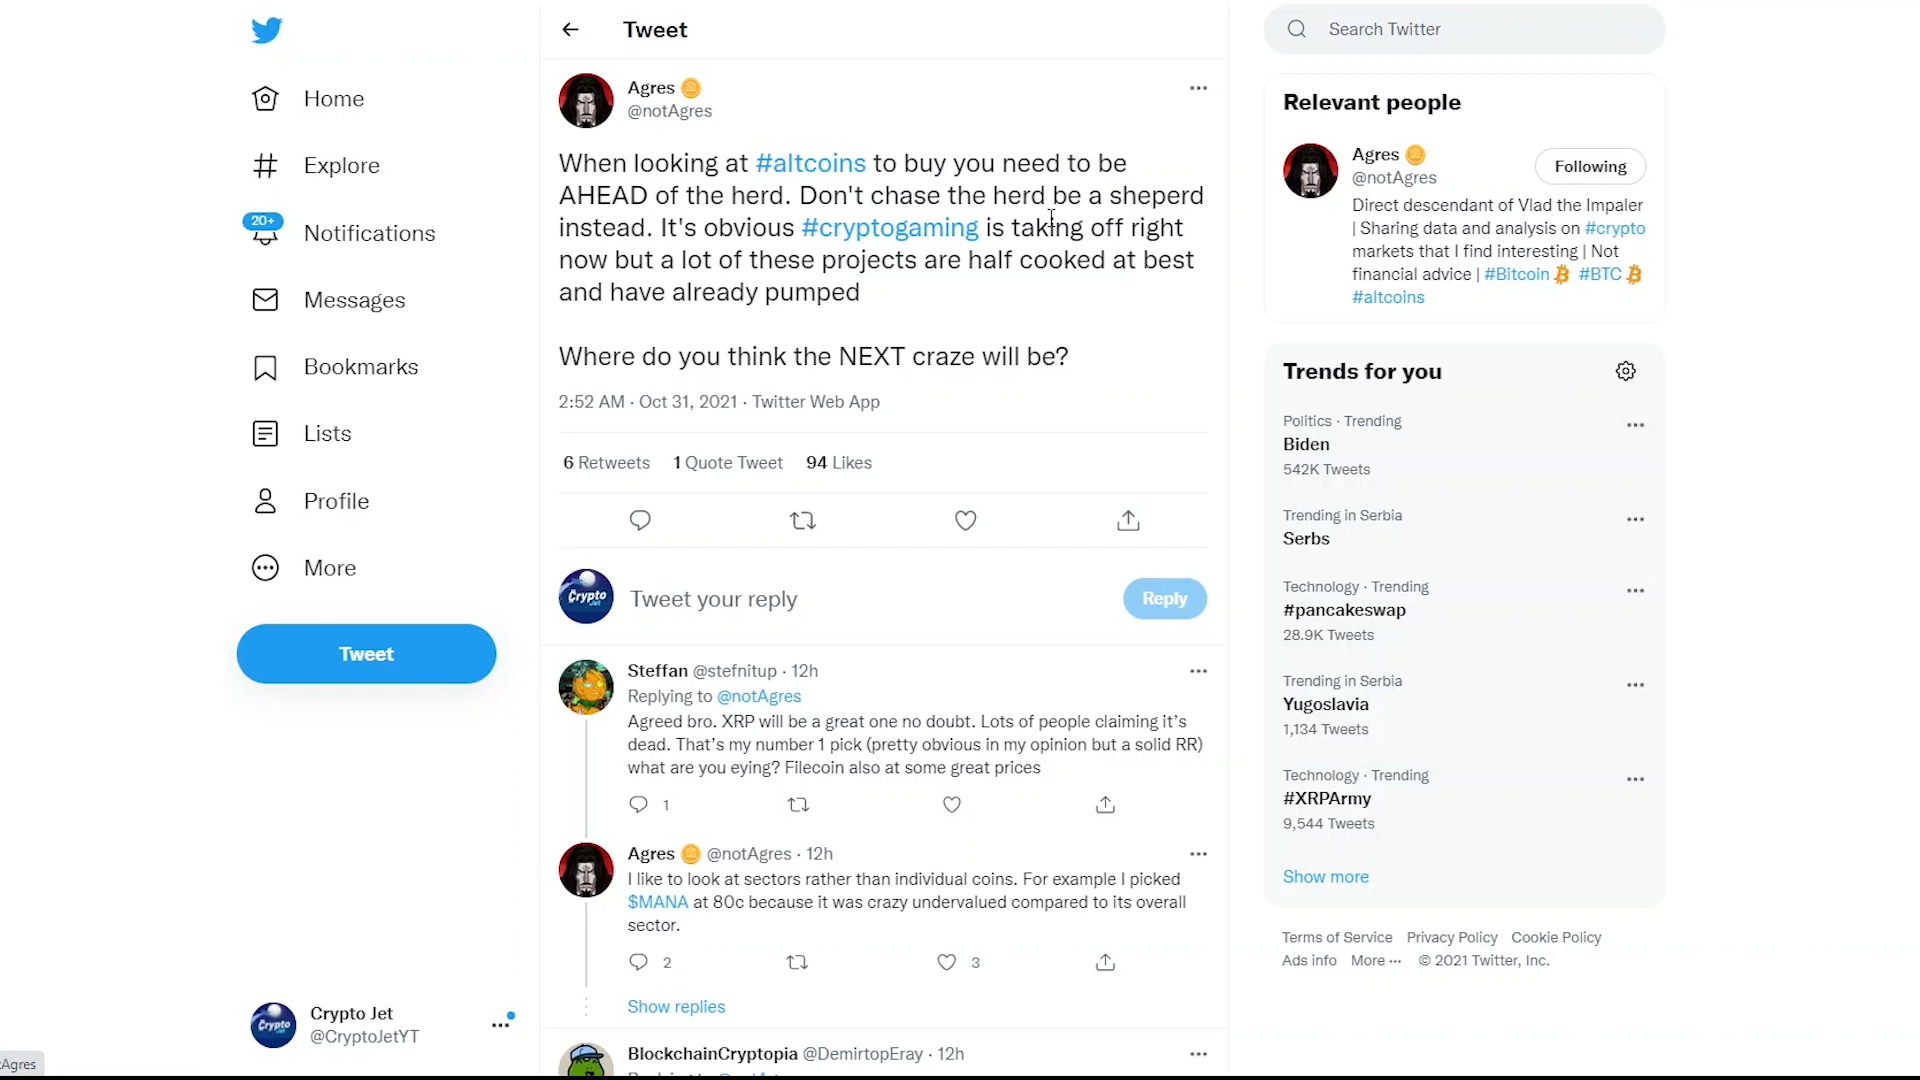 Home
Explore
20+
Notifications
Messages
Bookmarks
Lists
Profile
More
Tweet
Crypto Jet
@CryptoJetYT
Agres
Tweet
Agres
@notAgres
When looking at #altcoins to buy you need to be
AHEAD of the herd. Don't chase the herd be a sheperd
instead. It's obvious #cryptogaming is taking off right
now but a lot of these projects are half cooked at best
and have already pumped
Where do you think the NEXT craze will be?
2:52 AM · Oct 31, 2021 · Twitter Web App
6 Retweets 1 Quote Tweet 94 Likes
Crypto Jet
Tweet your reply
Reply
Steffan @stefnitup · 12h
Replying to @notAgres
Agreed bro. XRP will be a great one no doubt. Lots of people claiming it's
dead. That's my number 1 pick (pretty obvious in my opinion but a solid RR)
what are you eying? Filecoin also at some great prices
1
Agres @notAgres · 12h
I like to look at sectors rather than individual coins. For example I picked
$MANA at 80c because it was crazy undervalued compared to its overall
sector.
2 3
Show replies
BlockchainCryptopia @DemirtopEray · 12h
Search Twitter
Relevant people
Agres
@notAgres
Following
Direct descendant of Vlad the Impaler
| Sharing data and analysis on #crypto
markets that I find interesting | Not
financial advice | #Bitcoin #BTC
#altcoins
Trends for you
Politics · Trending
Biden
542K Tweets
Trending in Serbia
Serbs
Technology · Trending
#pancakeswap
28.9K Tweets
Trending in Serbia
Yugoslavia
1,134 Tweets
Technology · Trending
#XRPArmy
9,544 Tweets
Show more
Terms of Service Privacy Policy Cookie Policy
Ads info More ··· © 2021 Twitter, Inc.